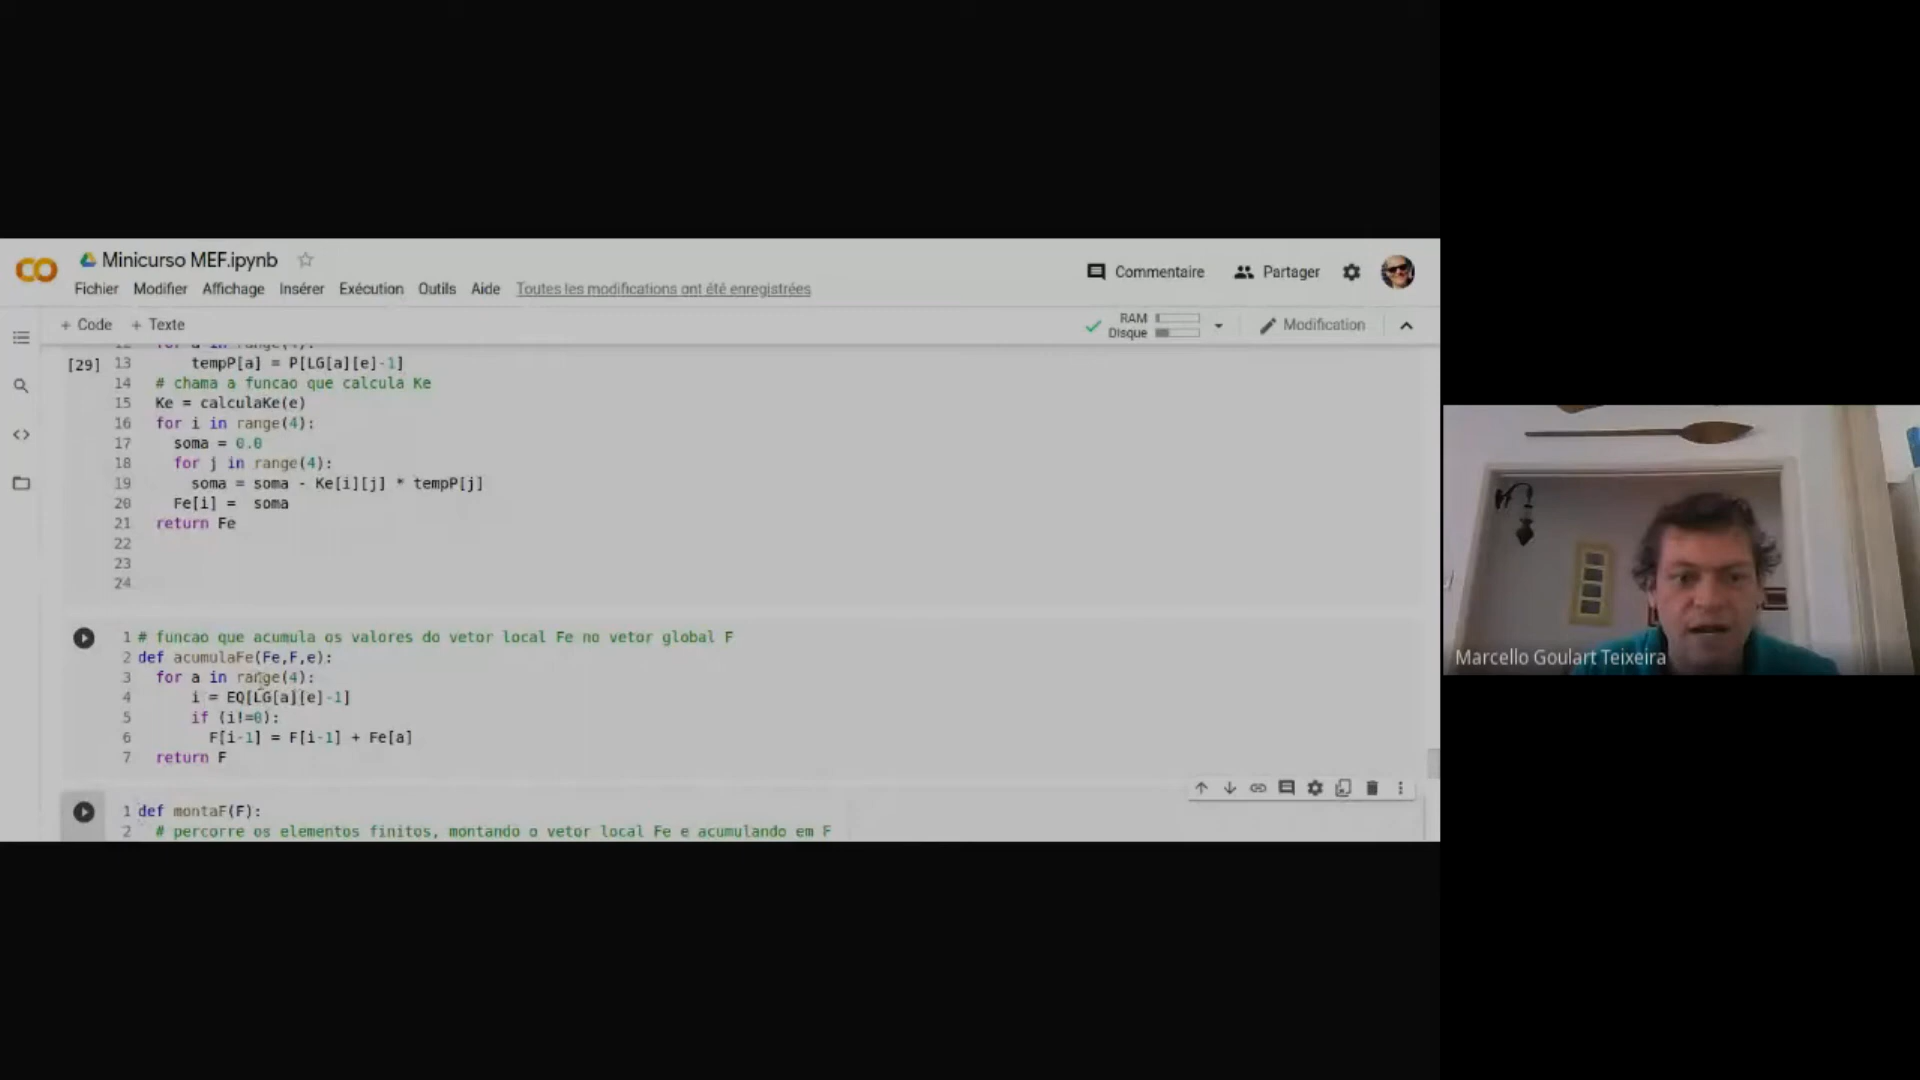 Minicurso MEF.ipynb
Fichier Modifier Affichage Insérer Exécution Outils Aide Toutes les modifications ont été enregistrées
Commentaire Partager
+ Code + Texte
RAM
Disque
Modification
12 for a in range(4):
[29] 13 tempP[a] = P[LG[a][e]-1]
14 # chama a funcao que calcula Ke
15 Ke = calculaKe(e)
16 for i in range(4):
17 soma = 0.0
18 for j in range(4):
19 soma = soma - Ke[i][j] * tempP[j]
20 Fe[i] = soma
21 return Fe
22
23
24
1 # funcao que acumula os valores do vetor local Fe no vetor global F
2 def acumulaFe(Fe,F,e):
3 for a in range(4):
4 i = EQ[LG[a][e]-1]
5 if (i!=0):
6 F[i-1] = F[i-1] + Fe[a]
7 return F
1 def montaF(F):
2 # percorre os elementos finitos, montando o vetor local Fe e acumulando em F
Marcello Goulart Teixeira